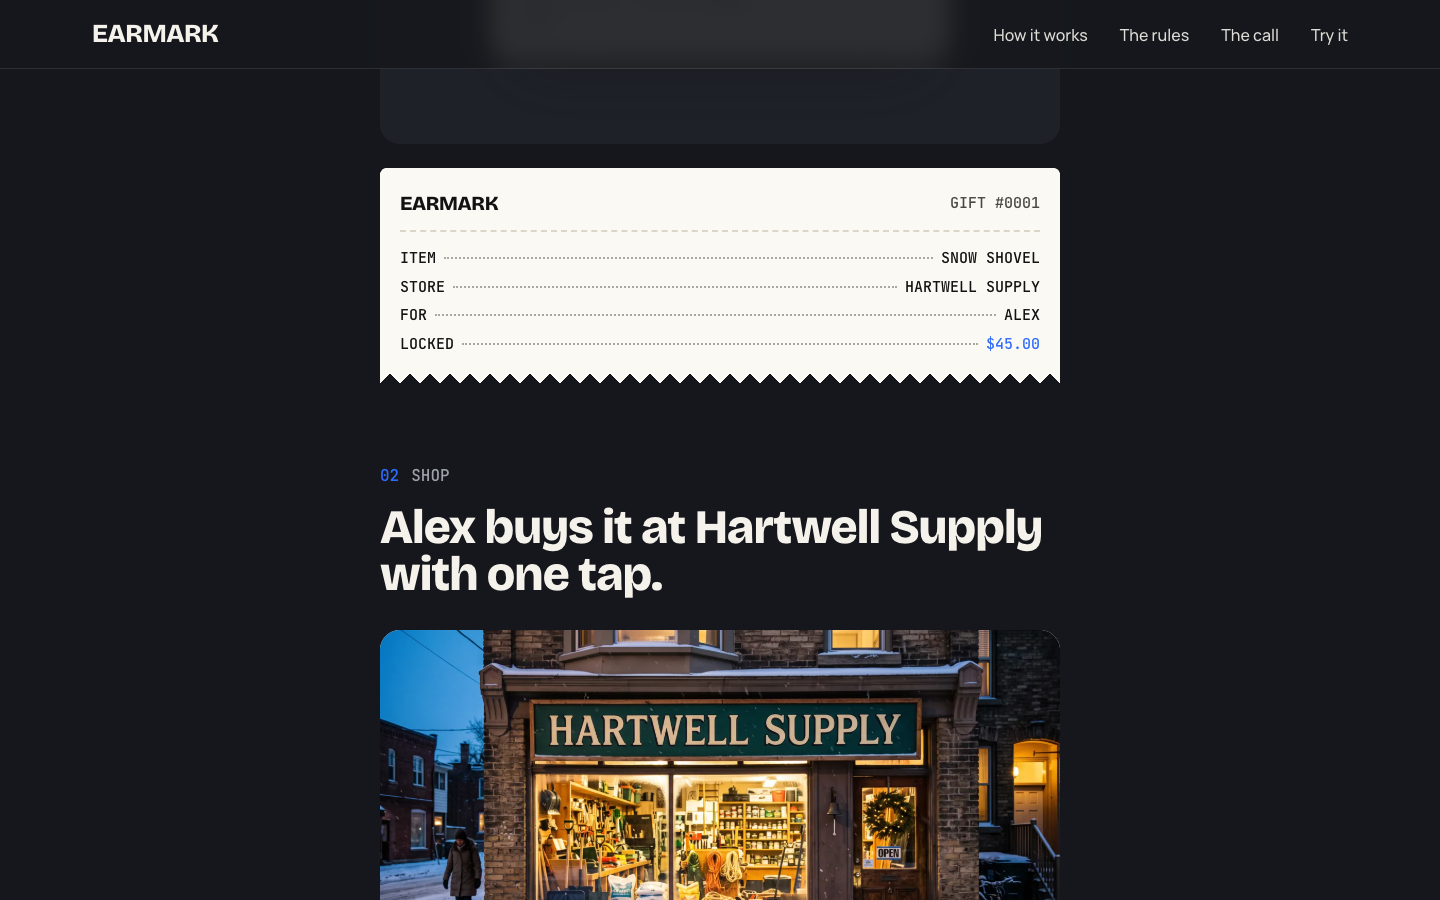 EARMARK
How it works
The rules
The call
Try it
EARMARK
GIFT #0001
ITEM SNOW SHOVEL
STORE HARTWELL SUPPLY
FOR ALEX
LOCKED $45.00
02 SHOP
Alex buys it at Hartwell Supply
with one tap.
HARTWELL SUPPLY
OPEN